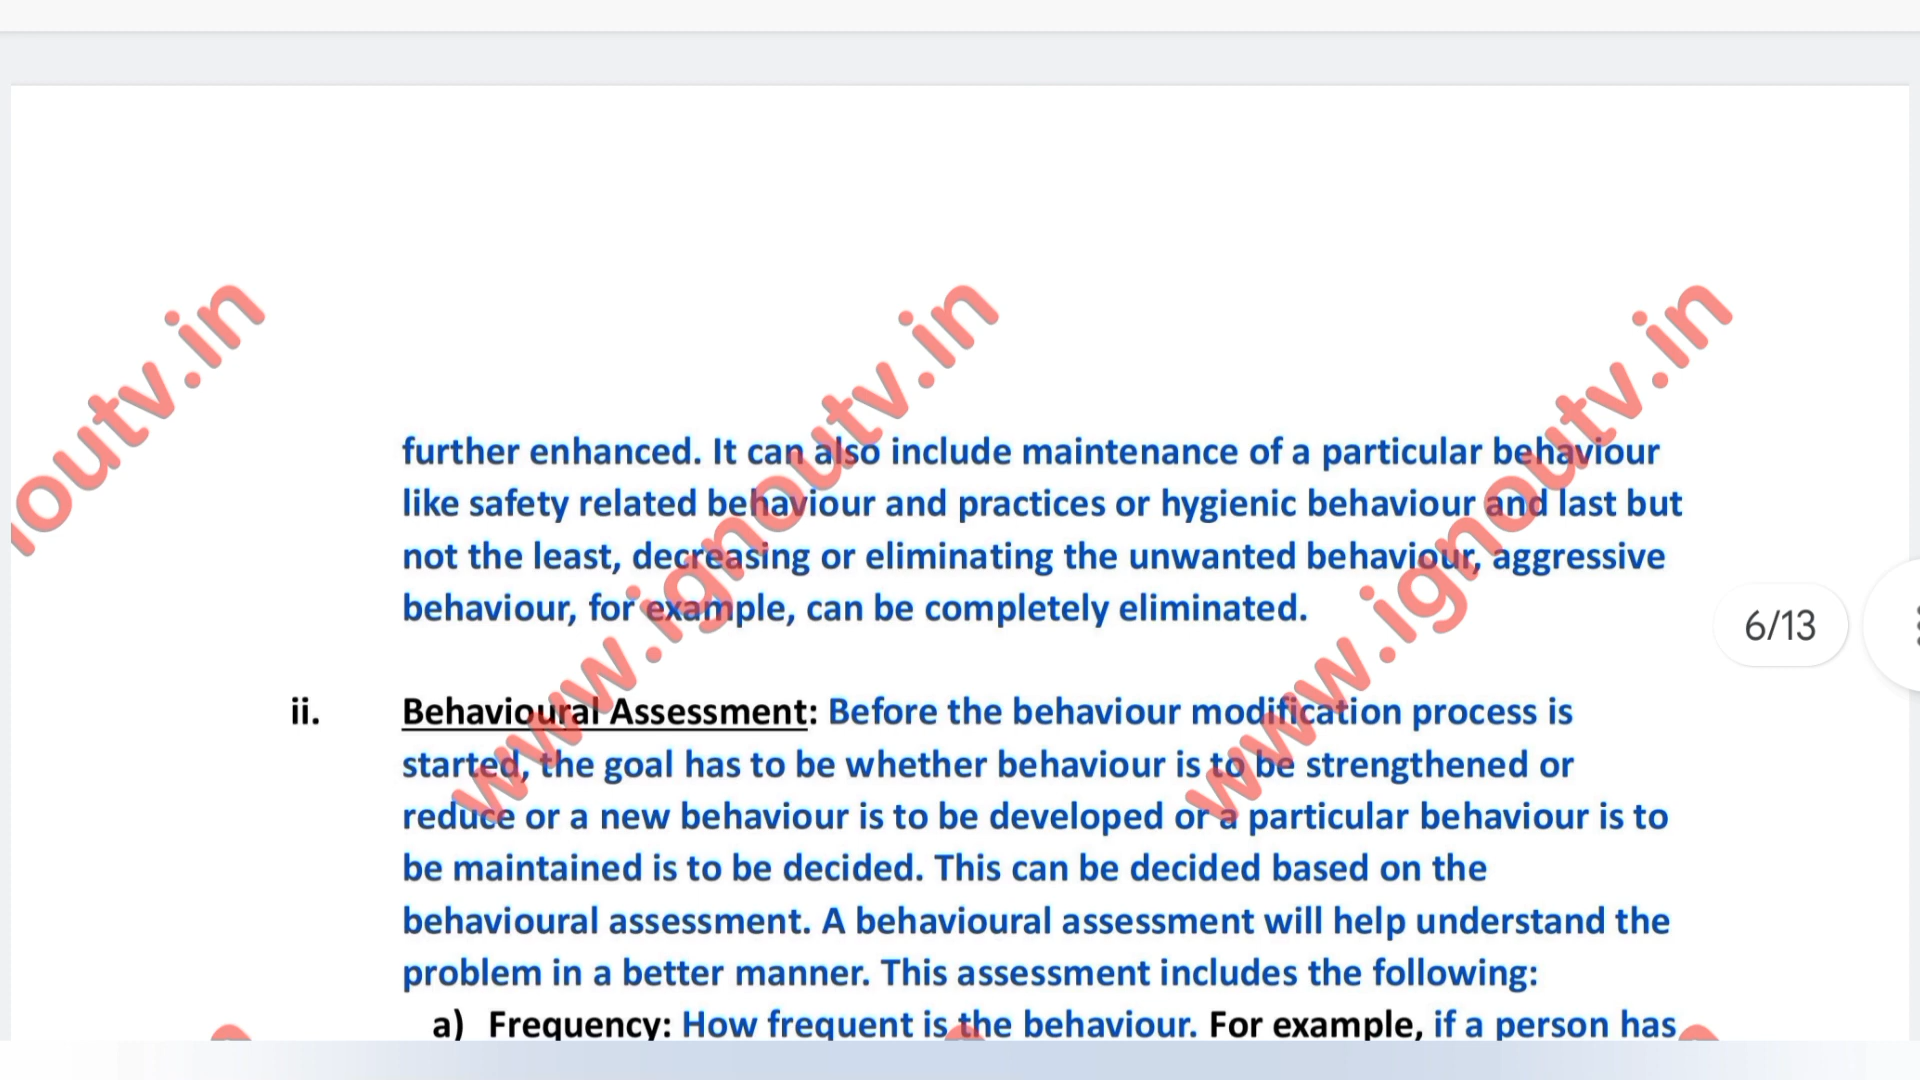 further enhanced. It can also include maintenance of a particular behaviour
like safety related behaviour and practices or hygienic behaviour and last but
not the least, decreasing or eliminating the unwanted behaviour, aggressive
behaviour, for example, can be completely eliminated.
6/13
ii. Behavioural Assessment: Before the behaviour modification process is
started, the goal has to be whether behaviour is to be strengthened or
reduce or a new behaviour is to be developed or a particular behaviour is to
be maintained is to be decided. This can be decided based on the
behavioural assessment. A behavioural assessment will help understand the
problem in a better manner. This assessment includes the following:
a) Frequency: How frequent is the behaviour. For example, if a person has
noutv.in
www.ignoutv.in
www.ignoutv.in